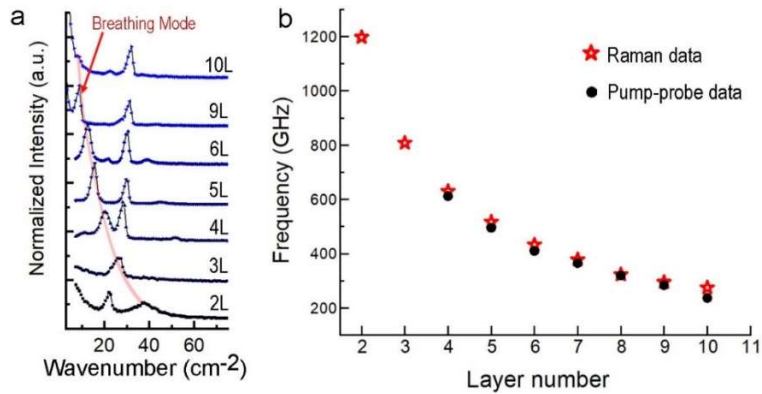 a
Breathing Mode
10L
9L
6L
5L
4L
3L
2L
Normalized Intensity (a.u.)
20 40 60
Wavenumber (cm-2)
b
Raman data
Pump-probe data
1200
1000
800
600
400
200
Frequency (GHz)
2 3 4 5 6 7 8 9 10 11
Layer number